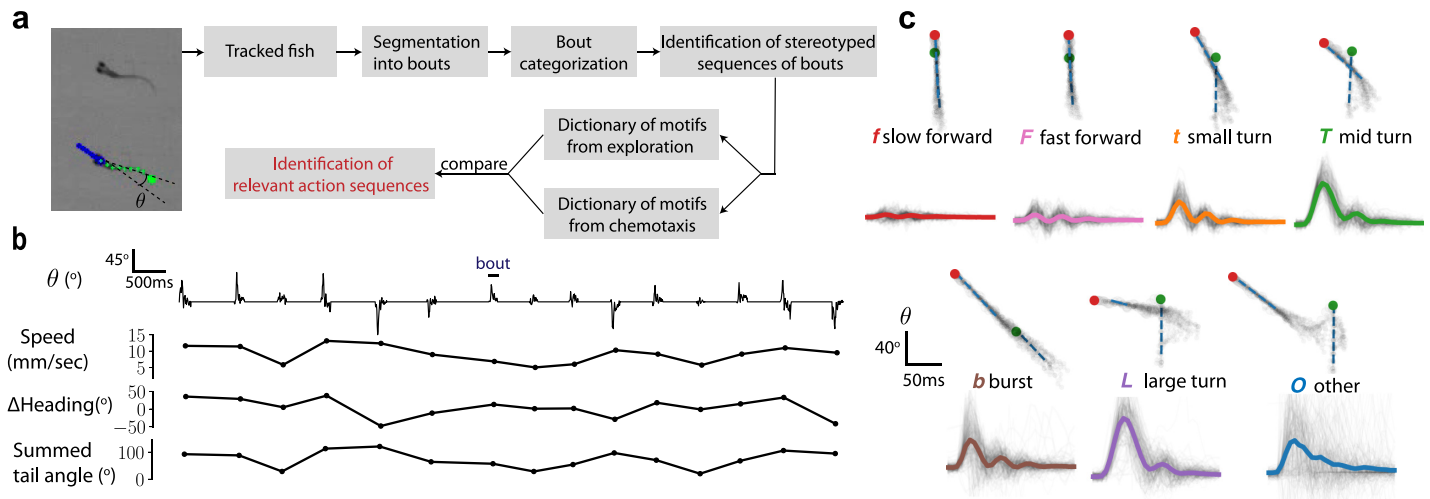 a
Tracked fish
Segmentation
into bouts
Bout
categorization
Identification of stereotyped
sequences of bouts
Dictionary of motifs
from exploration
Identification of
relevant action sequences
compare
Dictionary of motifs
from chemotaxis
θ
b
45°
500ms
θ (°)
bout
Speed
(mm/sec)
15
10
5
ΔHeading(°)
50
0
−50
Summed
tail angle (°)
100
0
c
f slow forward
F fast forward
t small turn
T mid turn
θ
40°
50ms
b burst
L large turn
O other